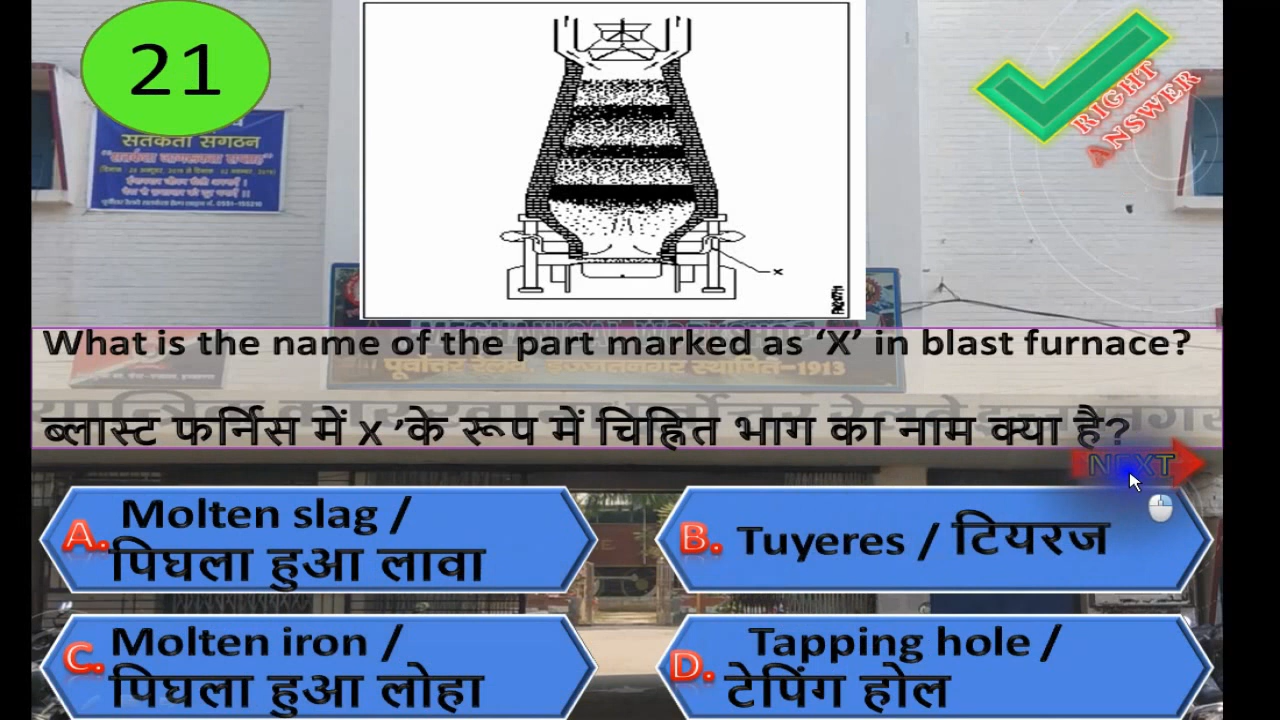 21
RIGHT
ANSWER
सतर्कता संगठन
X
What is the name of the part marked as ‘X’ in blast furnace?
पूर्वोत्तर रेलवे, इज्जतनगर स्थापित–1913
ब्लास्ट फर्निस में X ’के रूप में चिह्नित भाग का नाम क्या है?
NEXT
A. Molten slag /
पिघला हुआ लावा
B. Tuyeres / टियरज
C. Molten iron /
पिघला हुआ लोहा
D. Tapping hole /
टेपिंग होल